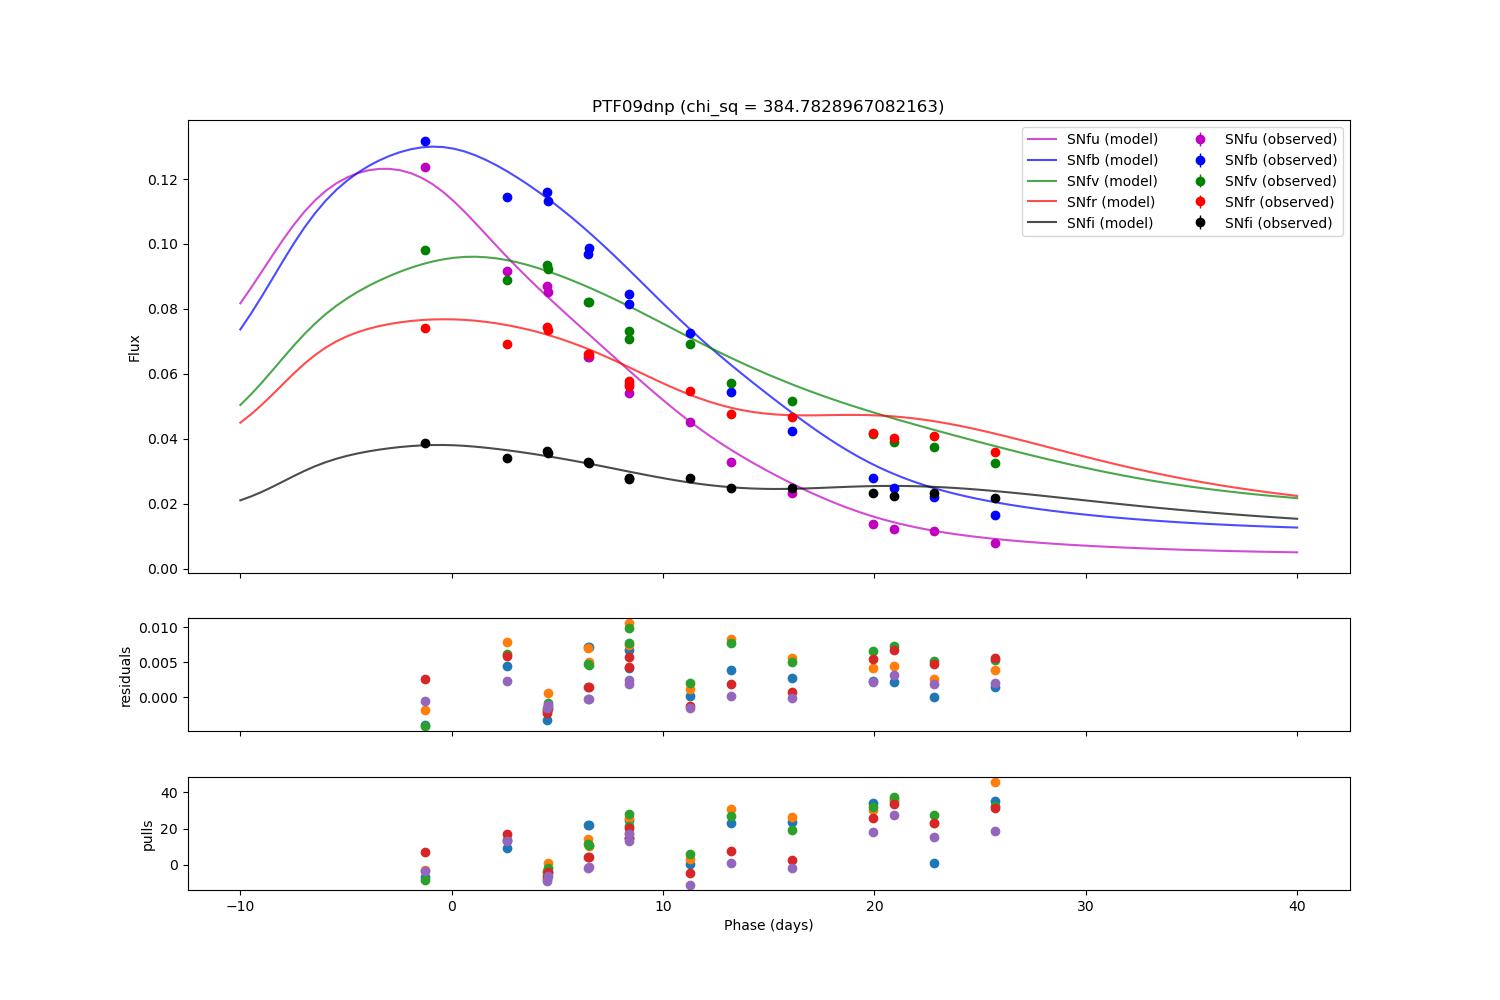 PTF09dnp (chi_sq = 384.7828967082163)
SNfu (model)
SNfb (model)
SNfv (model)
SNfr (model)
SNfi (model)
SNfu (observed)
SNfb (observed)
SNfv (observed)
SNfr (observed)
SNfi (observed)
Flux
0.12
0.10
0.08
0.06
0.04
0.02
0.00
residuals
0.010
0.005
0.000
pulls
40
20
0
−10 0 10 20 30 40
Phase (days)